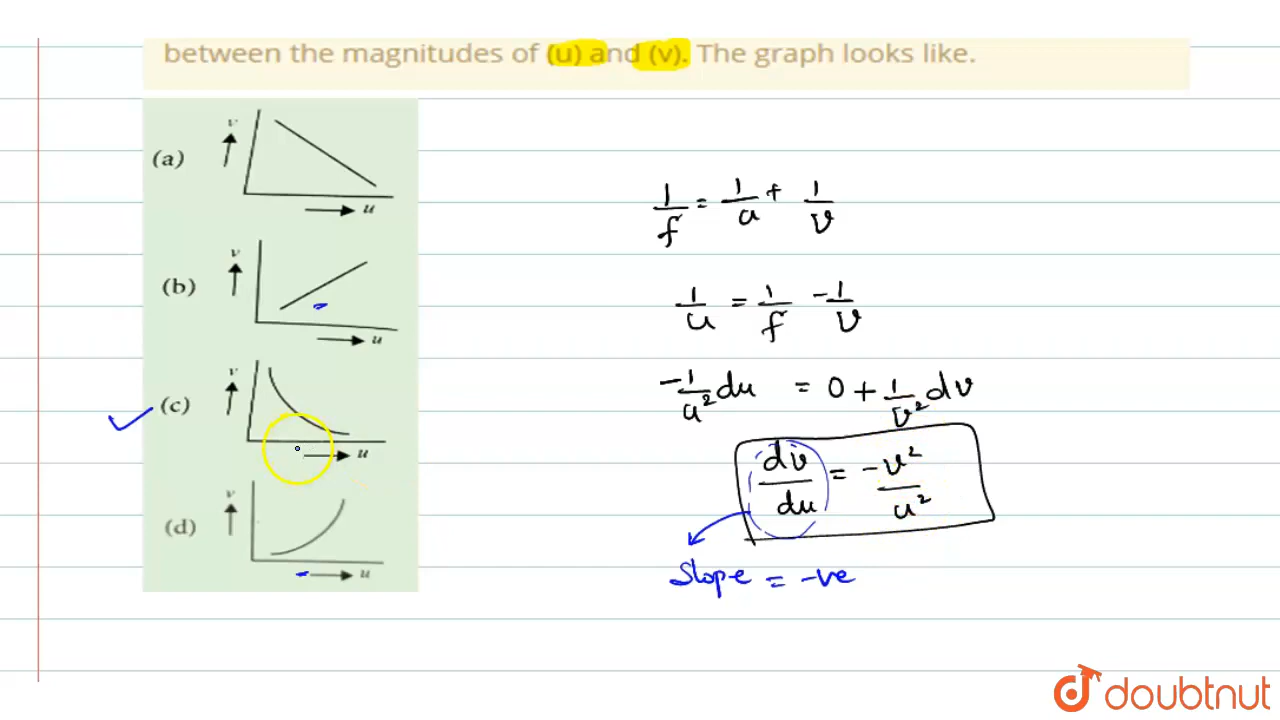 between the magnitudes of (u) and (v). The graph looks like.
v
(a)
u
v
(b)
u
v
(c)
u
v
(d)
u
1/f = 1/u + 1/v
1/u = 1/f - 1/v
-1/u² du = 0 + 1/v² dv
dv/du = -v²/u²
Slope = -ve
doubtnut